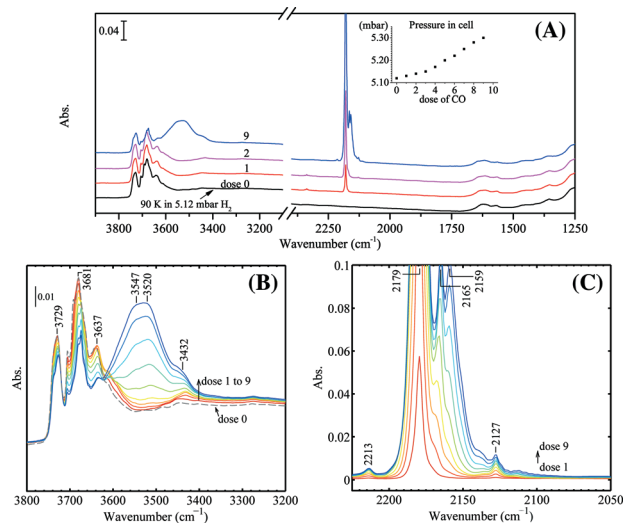 0.04
(A)
(mbar)
Pressure in cell
5.30
5.20
5.10
0 2 4 6 8 10
dose of CO
Abs.
9
2
1
dose 0
90 K in 5.12 mbar H2
3800 3600 3400 3200 2250 2000 1750 1500 1250
Wavenumber (cm⁻¹)
(B)
0.01
3729
3681
3637
3547
3520
3432
dose 1 to 9
dose 0
Abs.
3800 3700 3600 3500 3400 3300 3200
Wavenumber (cm⁻¹)
(C)
0.1
0.08
0.06
0.04
0.02
0
Abs.
2179
2165
2159
2213
2127
dose 9
dose 1
2200 2150 2100 2050
Wavenumber (cm⁻¹)